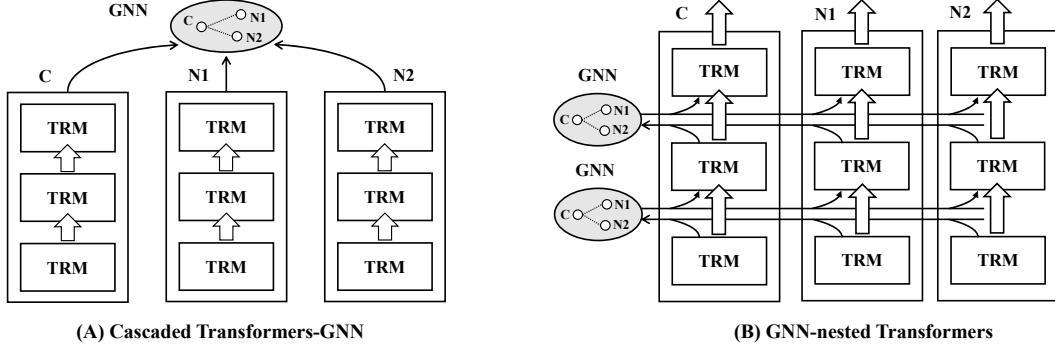 GNN
C
N1
N2
C
N1
N2
TRM
TRM
TRM
TRM
TRM
TRM
TRM
TRM
TRM
(A) Cascaded Transformers-GNN
C
N1
N2
GNN
C
N1
N2
GNN
C
N1
N2
TRM
TRM
TRM
TRM
TRM
TRM
TRM
TRM
TRM
(B) GNN-nested Transformers